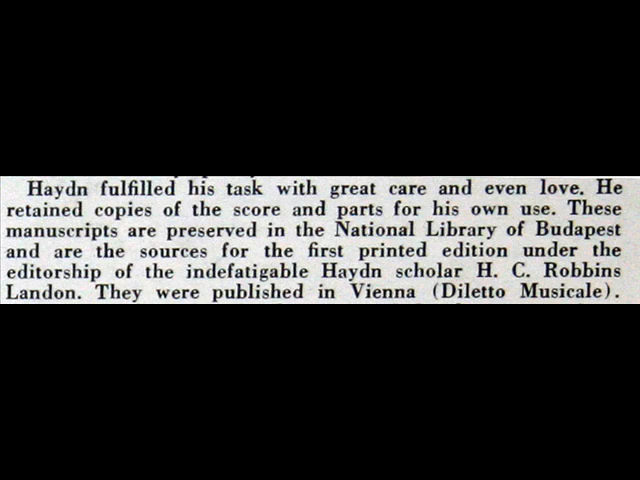 Haydn fulfilled his task with great care and even love. He
retained copies of the score and parts for his own use. These
manuscripts are preserved in the National Library of Budapest
and are the sources for the first printed edition under the
editorship of the indefatigable Haydn scholar H. C. Robbins
Landon. They were published in Vienna (Diletto Musicale).